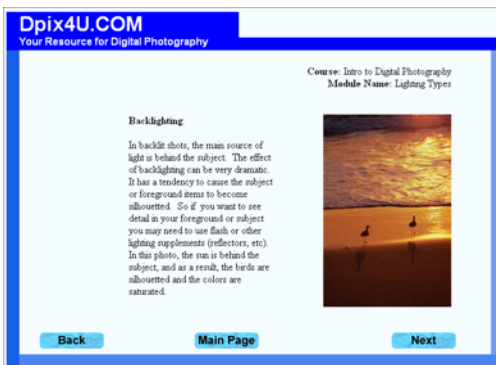 Dpix4U.COM
Your Resource for Digital Photography
Course: Intro to Digital Photography
Module Name: Lighting Types
Backlighting:
In backlit shots, the main source of
light is behind the subject. The effect
of backlighting can be very dramatic.
It has a tendency to cause the subject
or foreground items to become
silhouetted. So if you want to see
detail in your foreground or subject
you may need to use flash or other
lighting supplements (reflectors, etc).
In this photo, the sun is behind the
subject, and as a result, the birds are
silhouetted and the colors are
saturated.
Back
Main Page
Next